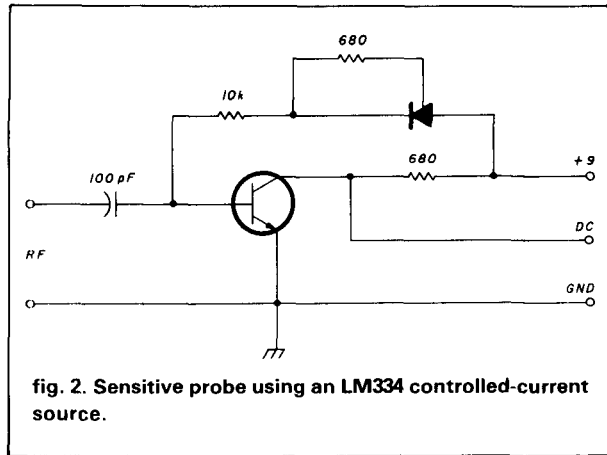 680
10k
680
+9
100 pF
DC
RF
GND
fig. 2. Sensitive probe using an LM334 controlled-current
source.